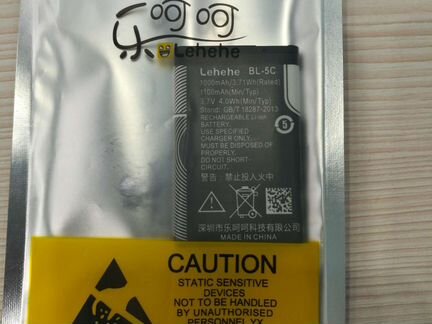 乐呵呵
Lehehe
Lehehe BL-5C
1000mAh/3.71Wh(Rated)
1100mAh(Min/Typ)
3.7V 4.0Wh(Min/Typ)
Stand: GB/T 18287-2013
RECHARGEABLE LI-ION
BATTERY
USE SPECIFIED
CHARGER ONLY.
MUST BE DISPOSED OF
PROPERLY.
DO NOT SHORT-
CIRCUIT.
5
警告：禁止投入火中
深圳市乐呵呵科技有限公司
MADE IN CHINA
CAUTION
STATIC SENSITIVE
DEVICES
NOT TO BE HANDLED
BY UNAUTHORISED
PERSONNEL